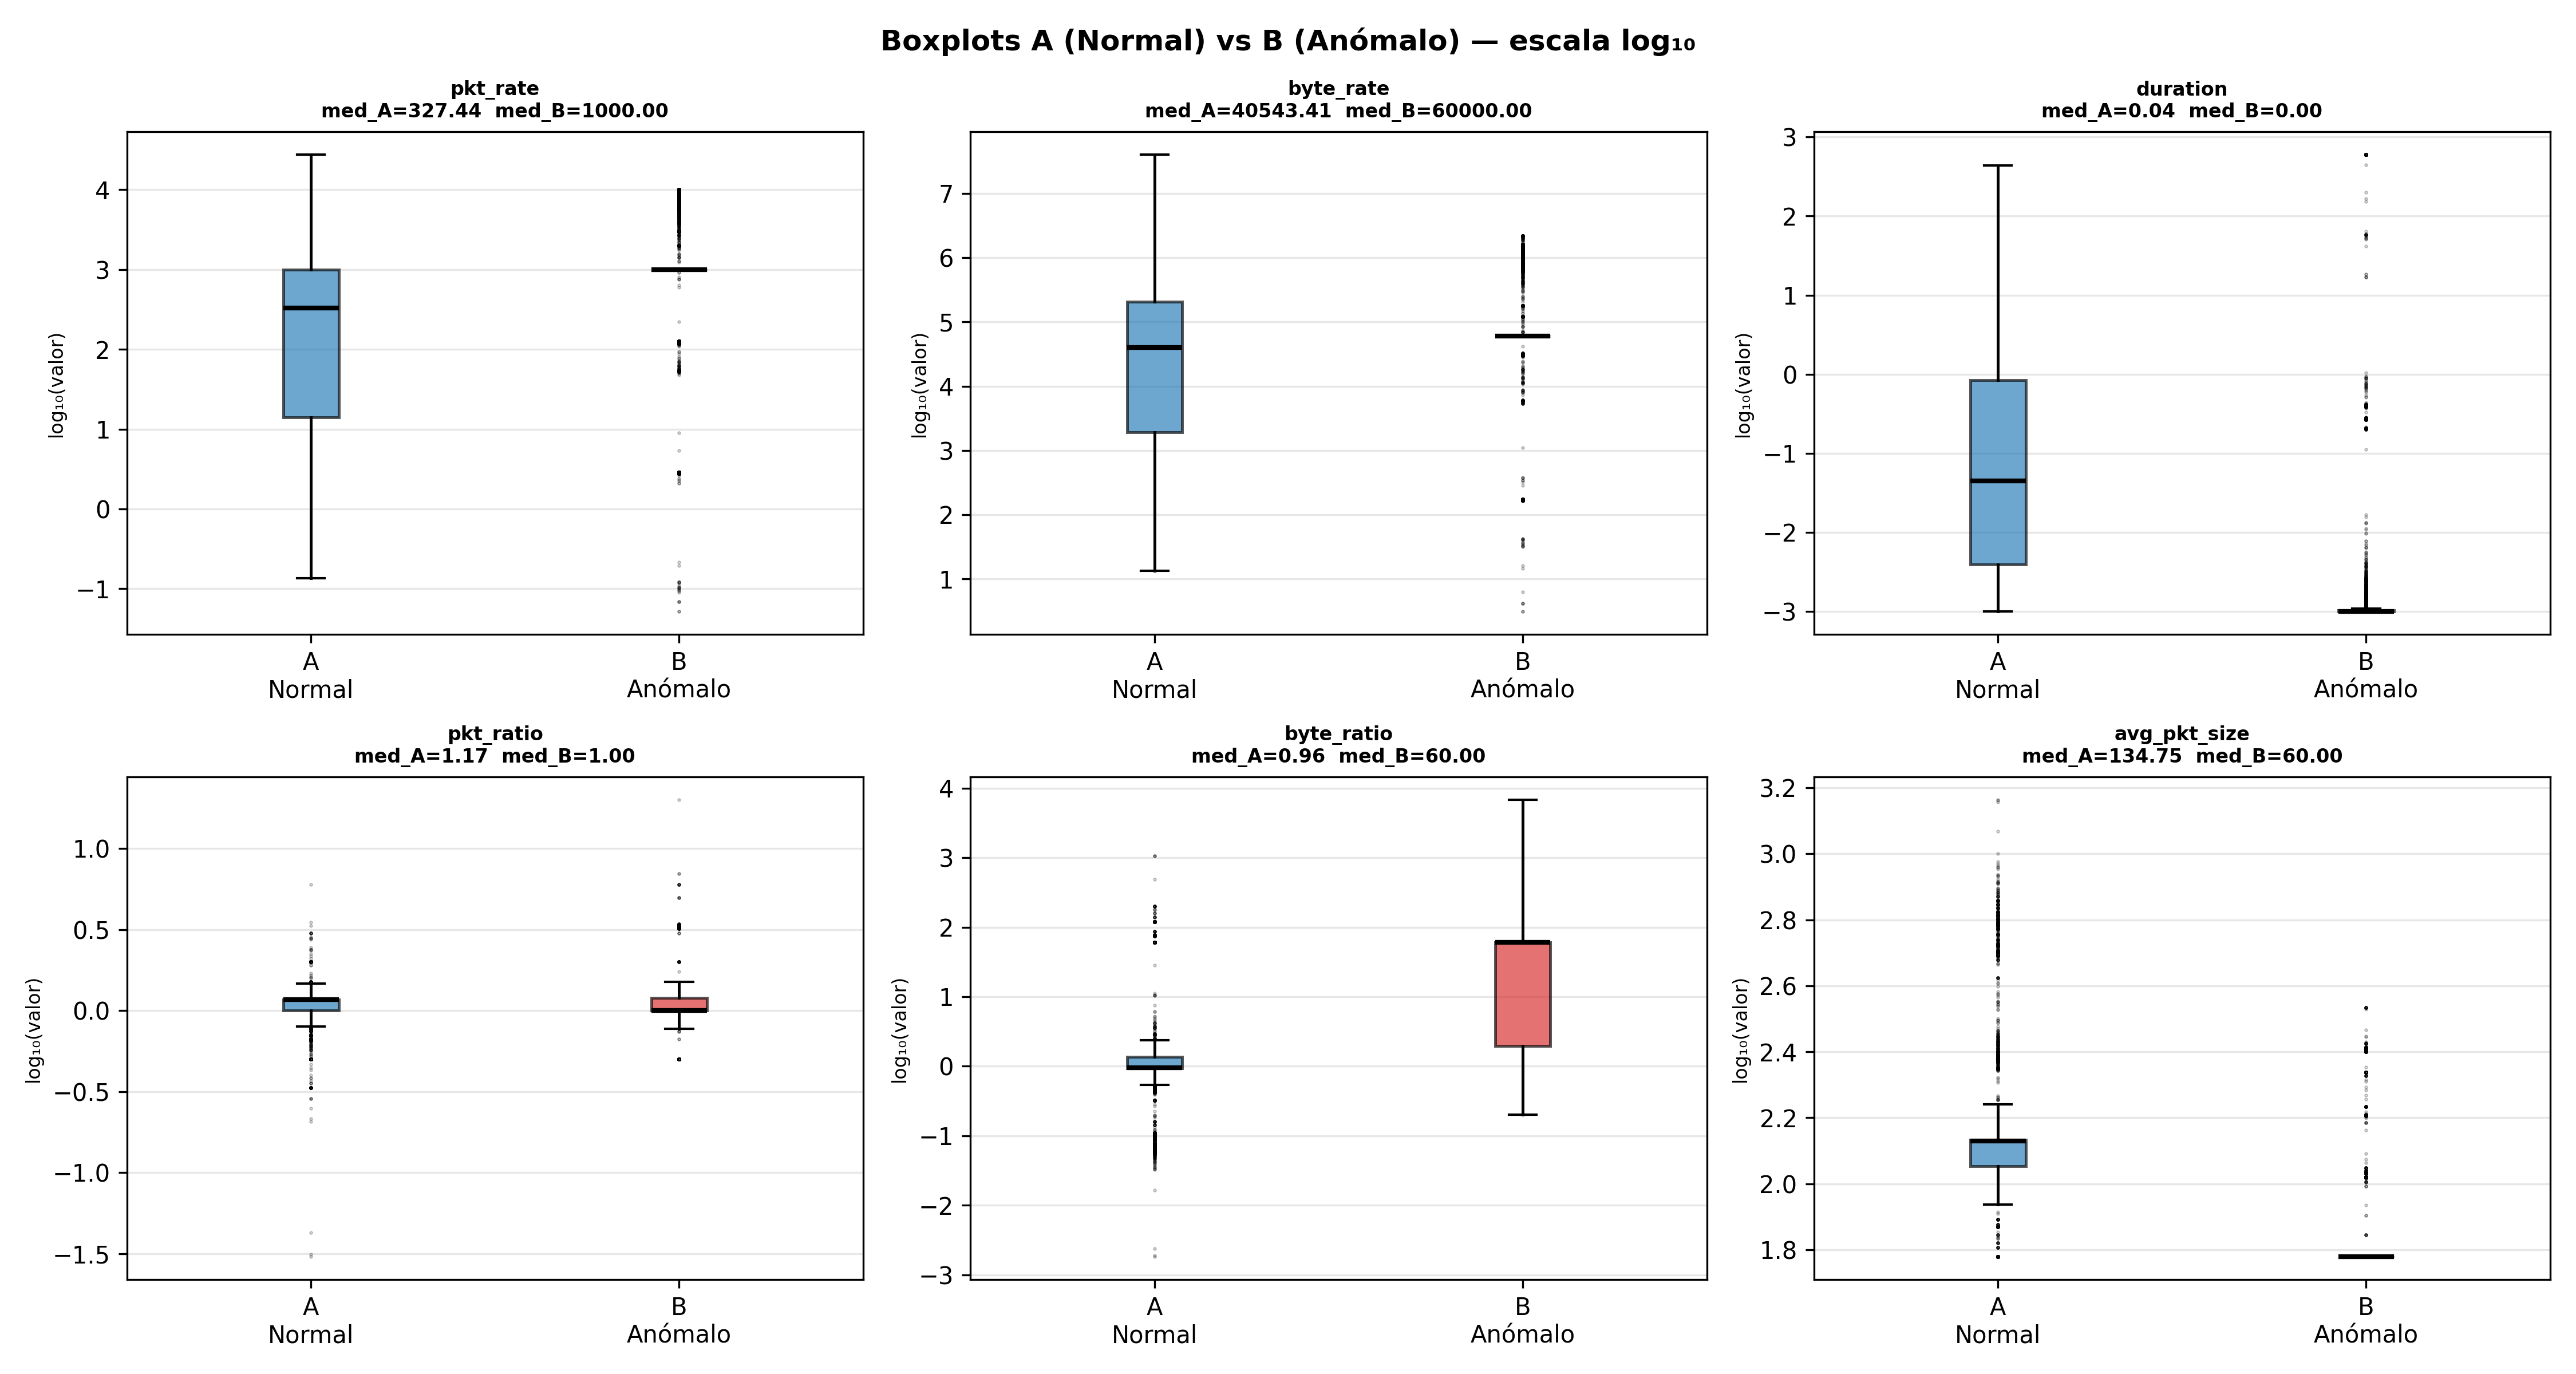 Boxplots A (Normal) vs B (Anómalo) — escala log₁₀
pkt_rate
med_A=327.44  med_B=1000.00
log₁₀(valor)
4
3
2
1
0
−1
A
Normal
B
Anómalo
byte_rate
med_A=40543.41  med_B=60000.00
log₁₀(valor)
7
6
5
4
3
2
1
A
Normal
B
Anómalo
duration
med_A=0.04  med_B=0.00
log₁₀(valor)
3
2
1
0
−1
−2
−3
A
Normal
B
Anómalo
pkt_ratio
med_A=1.17  med_B=1.00
log₁₀(valor)
1.0
0.5
0.0
−0.5
−1.0
−1.5
A
Normal
B
Anómalo
byte_ratio
med_A=0.96  med_B=60.00
log₁₀(valor)
4
3
2
1
0
−1
−2
−3
A
Normal
B
Anómalo
avg_pkt_size
med_A=134.75  med_B=60.00
log₁₀(valor)
3.2
3.0
2.8
2.6
2.4
2.2
2.0
1.8
A
Normal
B
Anómalo